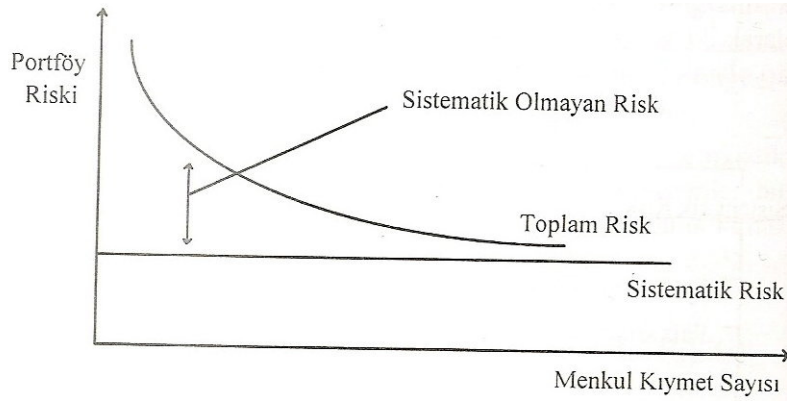 Portföy
Riski
Sistematik Olmayan Risk
Toplam Risk
Sistematik Risk
Menkul Kıymet Sayısı